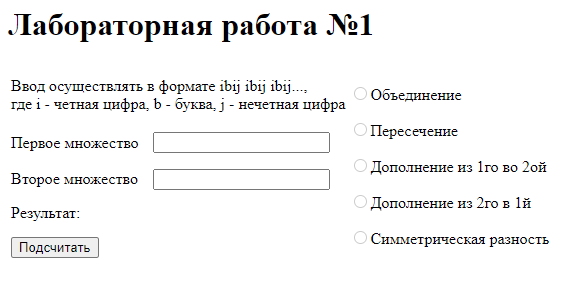 Лабораторная работа №1
Ввод осуществлять в формате ibij ibij ibij...,
где i - четная цифра, b - буква, j - нечетная цифра
Первое множество
Второе множество
Результат:
Подсчитать
Объединение
Пересечение
Дополнение из 1го во 2ой
Дополнение из 2го в 1й
Симметрическая разность